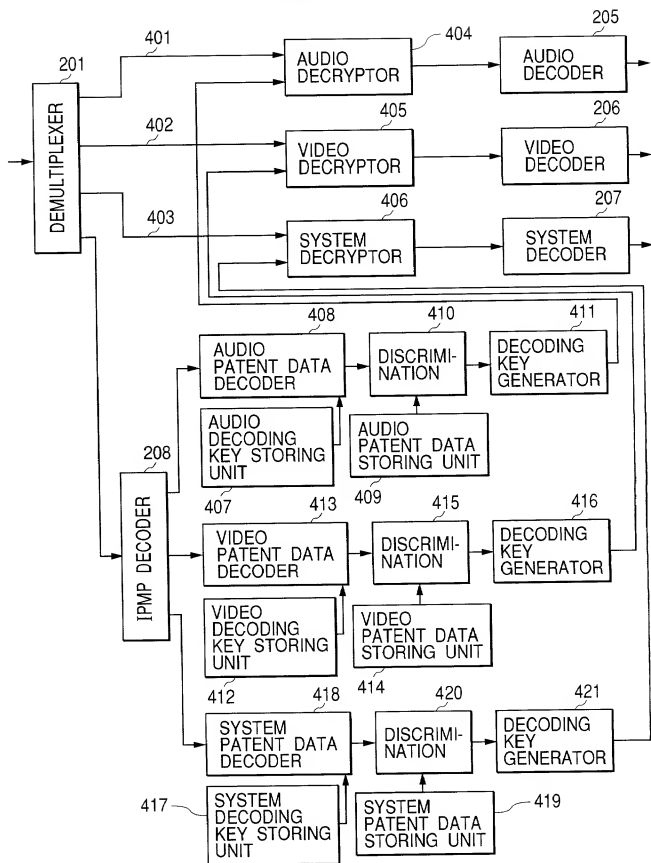 401
201
DEMULTIPLEXER
AUDIO
DECRYPTOR
404
205
AUDIO
DECODER
402
VIDEO
DECRYPTOR
405
206
VIDEO
DECODER
403
SYSTEM
DECRYPTOR
406
207
SYSTEM
DECODER
408
AUDIO
PATENT DATA
DECODER
410
DISCRIMI-
NATION
411
DECODING
KEY
GENERATOR
AUDIO
DECODING
KEY STORING
UNIT
407
AUDIO
PATENT DATA
STORING UNIT
409
208
IPMP DECODER
413
VIDEO
PATENT DATA
DECODER
415
DISCRIMI-
NATION
416
DECODING
KEY
GENERATOR
VIDEO
DECODING
KEY STORING
UNIT
412
VIDEO
PATENT DATA
STORING UNIT
414
418
SYSTEM
PATENT DATA
DECODER
420
DISCRIMI-
NATION
421
DECODING
KEY
GENERATOR
417
SYSTEM
DECODING
KEY STORING
UNIT
SYSTEM
PATENT DATA
STORING UNIT
419